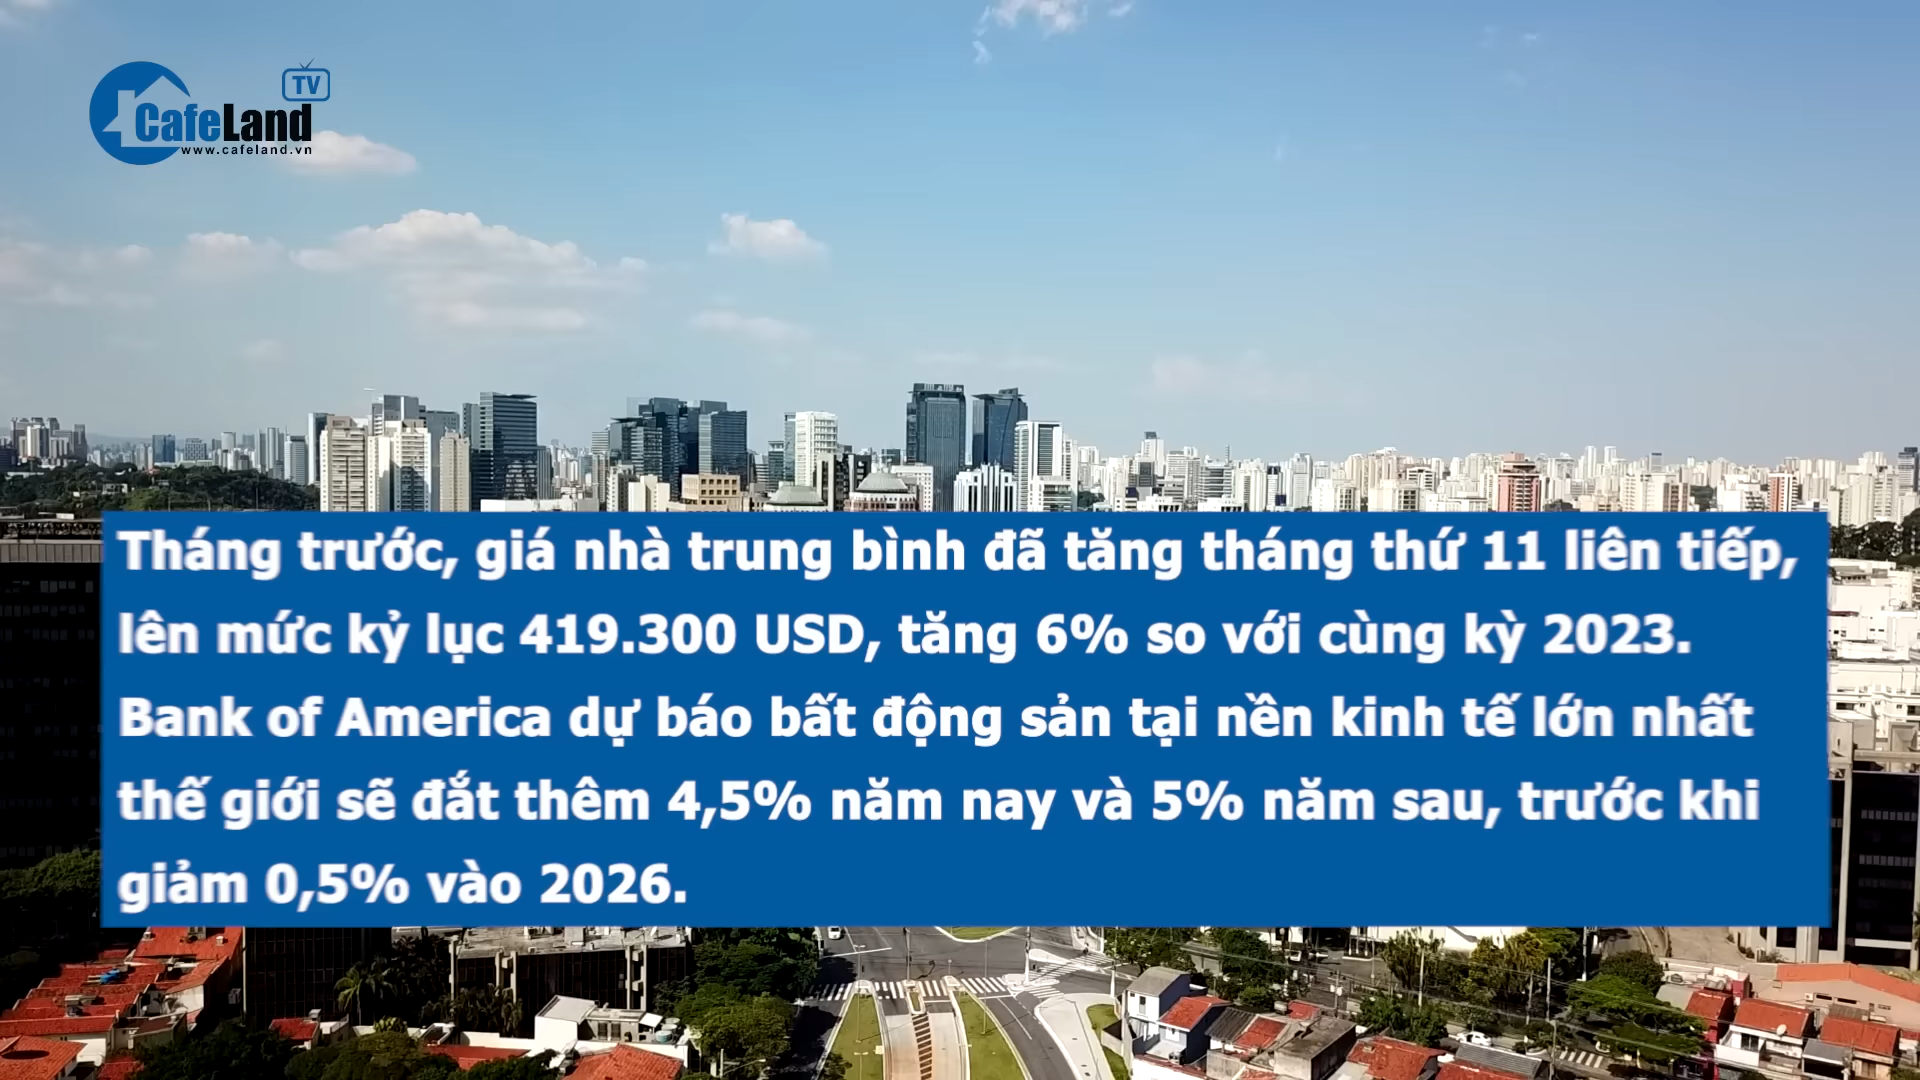 TV
CafeLand
www.cafeland.vn
Tháng trước, giá nhà trung bình đã tăng tháng thứ 11 liên tiếp,
lên mức kỷ lục 419.300 USD, tăng 6% so với cùng kỳ 2023.
Bank of America dự báo bất động sản tại nền kinh tế lớn nhất
thế giới sẽ đắt thêm 4,5% năm nay và 5% năm sau, trước khi
giảm 0,5% vào 2026.